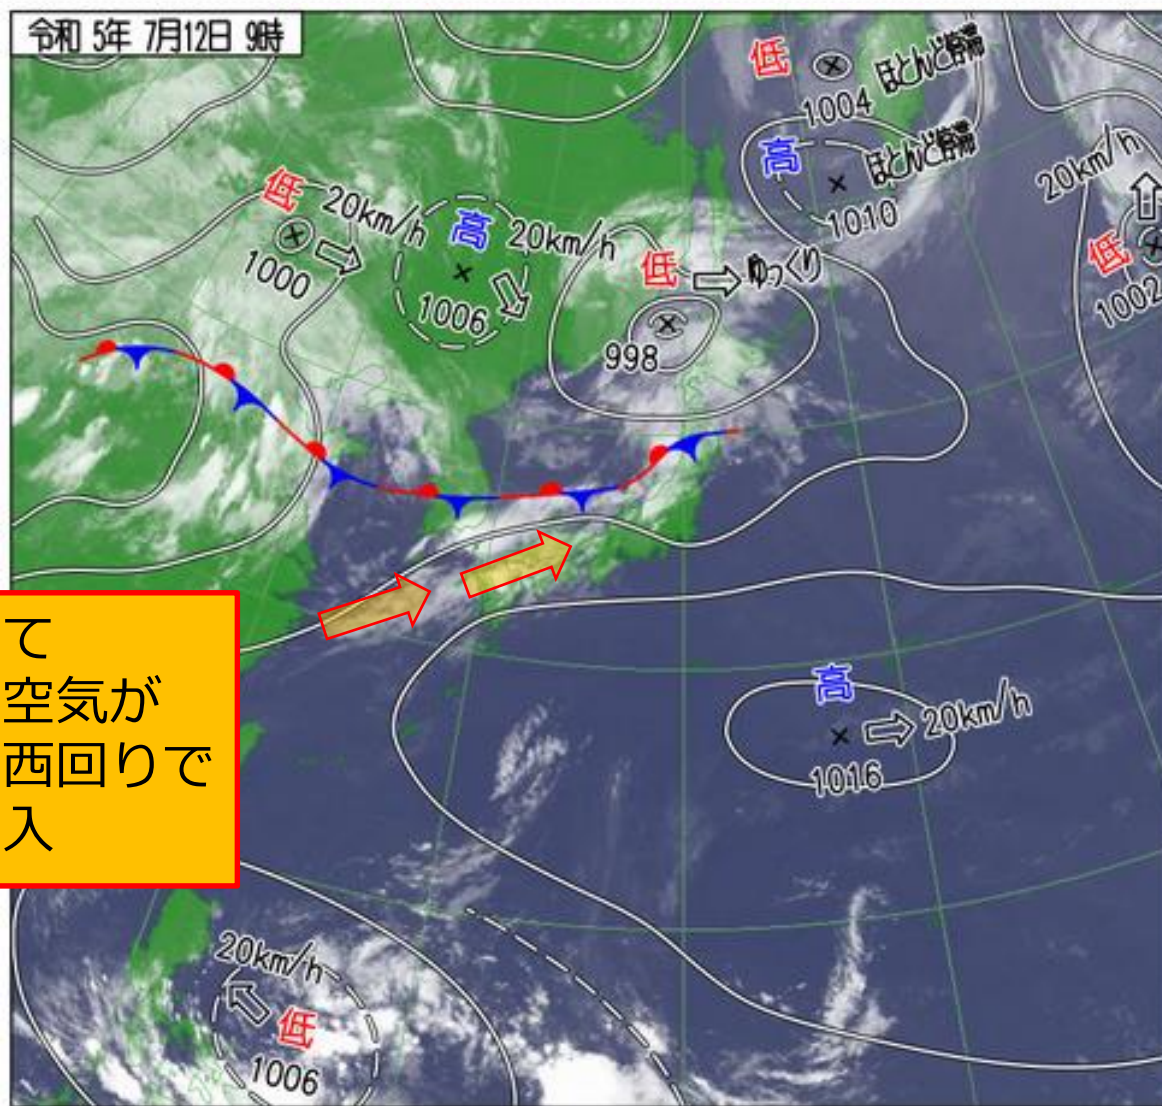 令和 5年 7月12日 9時
低
1004
ほとんど停滞
高
1010
ほとんど停滞
20km/h
低
1002
低
20km/h
1000
高
20km/h
1006
低
ゆっくり
998
て
空気が
西回りで
入
高
20km/h
1016
20km/h
低
1006